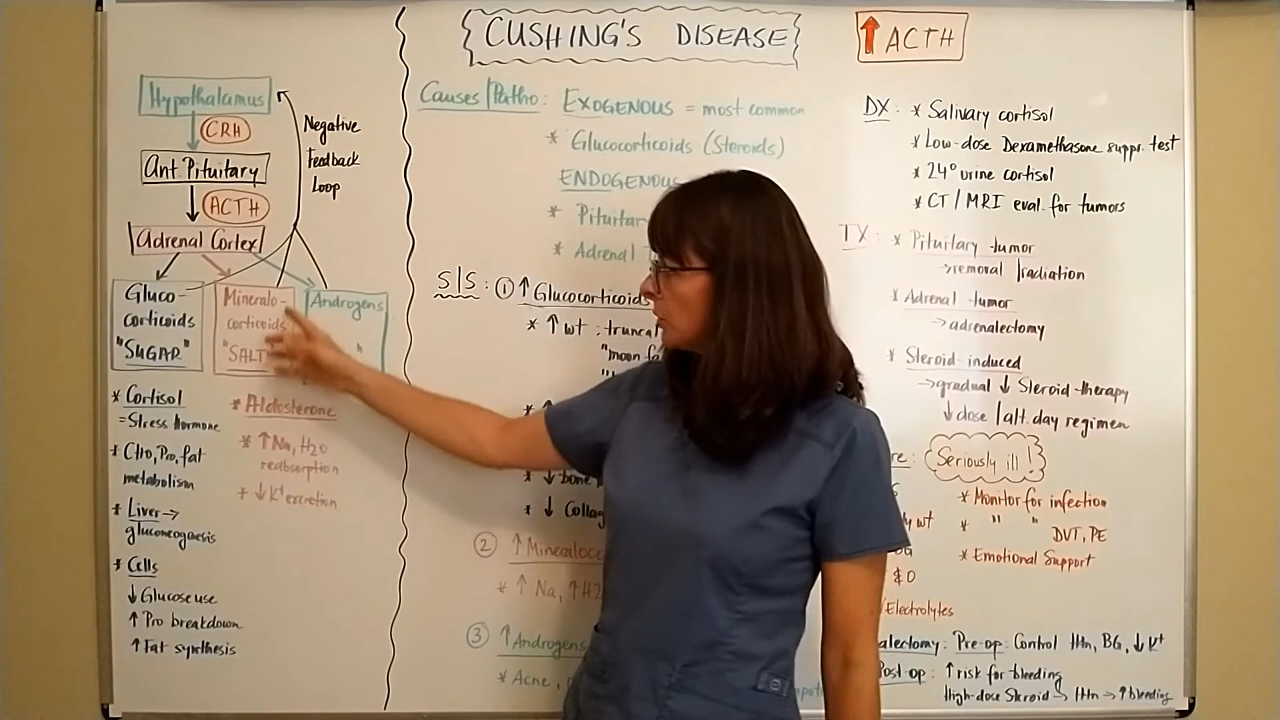 CUSHING'S DISEASE
↑ ACTH
Hypothalamus
CRH
Ant. Pituitary
ACTH
Adrenal Cortex
Negative
Feedback
Loop
Gluco-
corticoids
"SUGAR"
Mineralo-
corticoids
"SALT
Androgens
"
* Cortisol
= Stress hormone
* CHO, Pro, fat
metabolism
* Liver →
gluconeogenesis
* Cells
↓ Glucose use
↑ Pro breakdown
↑ Fat synthesis
* Aldosterone
* ↑ Na, H2O
reabsorption
+ ↓ K+ excretion
Causes/Patho: EXOGENOUS = most common
* Glucocorticoids (Steroids)
ENDOGENOUS
* Pituitar
* Adrenal
S/S: ① ↑ Glucocorticoids
* ↑ wt: truncal
"moon fa
* ↑
* ↓ bone
* ↓ Collag
② ↑ Mineraloco
* ↑ Na, ↑ H2
③ ↑ Androgens
* Acne,
DX: * Salivary cortisol
* Low-dose Dexamethasone suppr. test
* 24° urine cortisol
* CT / MRI eval. for tumors
TX: * Pituitary tumor
→ removal /radiation
* Adrenal tumor
→ adrenalectomy
* Steroid-induced
→ gradual ↓ Steroid-therapy
↓ dose /alt. day regimen
re: Seriously ill!
* Monitor for infection
* " " DVT, PE
* Emotional Support
ly wt
& O
/Electrolytes
alectomy: Pre-op: Control Htn, BG, ↓ K+
Post-op: ↑ risk for bleeding
High-dose Steroid → Htn → ↑ bleeding